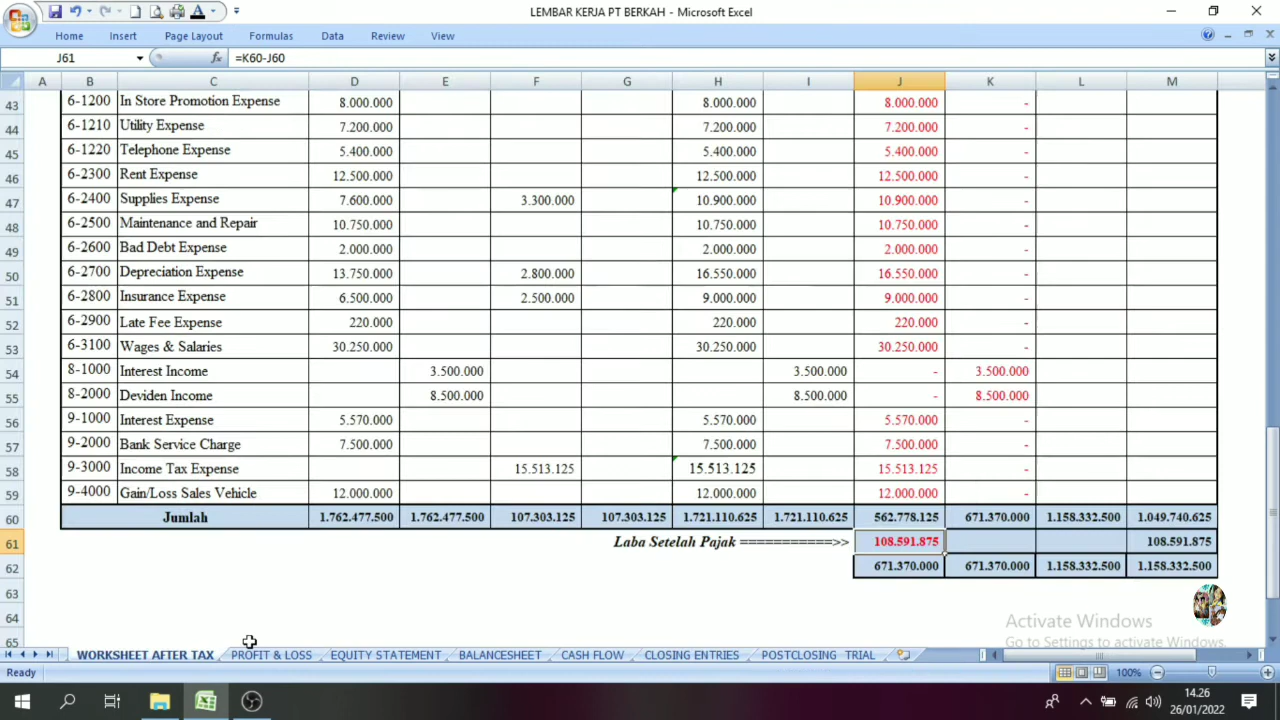 LEMBAR KERJA PT BERKAH - Microsoft Excel
Home Insert Page Layout Formulas Data Review View
J61 fx =K60-J60
A B C D E F G H I J K L M
43 6-1200 In Store Promotion Expense 8.000.000 8.000.000 8.000.000 -
44 6-1210 Utility Expense 7.200.000 7.200.000 7.200.000 -
45 6-1220 Telephone Expense 5.400.000 5.400.000 5.400.000 -
46 6-2300 Rent Expense 12.500.000 12.500.000 12.500.000 -
47 6-2400 Supplies Expense 7.600.000 3.300.000 10.900.000 10.900.000 -
48 6-2500 Maintenance and Repair 10.750.000 10.750.000 10.750.000 -
49 6-2600 Bad Debt Expense 2.000.000 2.000.000 2.000.000 -
50 6-2700 Depreciation Expense 13.750.000 2.800.000 16.550.000 16.550.000 -
51 6-2800 Insurance Expense 6.500.000 2.500.000 9.000.000 9.000.000 -
52 6-2900 Late Fee Expense 220.000 220.000 220.000 -
53 6-3100 Wages & Salaries 30.250.000 30.250.000 30.250.000 -
54 8-1000 Interest Income 3.500.000 3.500.000 - 3.500.000
55 8-2000 Deviden Income 8.500.000 8.500.000 - 8.500.000
56 9-1000 Interest Expense 5.570.000 5.570.000 5.570.000 -
57 9-2000 Bank Service Charge 7.500.000 7.500.000 7.500.000 -
58 9-3000 Income Tax Expense 15.513.125 15.513.125 15.513.125 -
59 9-4000 Gain/Loss Sales Vehicle 12.000.000 12.000.000 12.000.000 -
60 Jumlah 1.762.477.500 1.762.477.500 107.303.125 107.303.125 1.721.110.625 1.721.110.625 562.778.125 671.370.000 1.158.332.500 1.049.740.625
61 Laba Setelah Pajak ===========>> 108.591.875 108.591.875
62 671.370.000 671.370.000 1.158.332.500 1.158.332.500
63
64
65
Activate Windows
Go to Settings to activate Windows.
WORKSHEET AFTER TAX PROFIT & LOSS EQUITY STATEMENT BALANCESHEET CASH FLOW CLOSING ENTRIES POSTCLOSING TRIAL
Ready 100%
14.26
26/01/2022